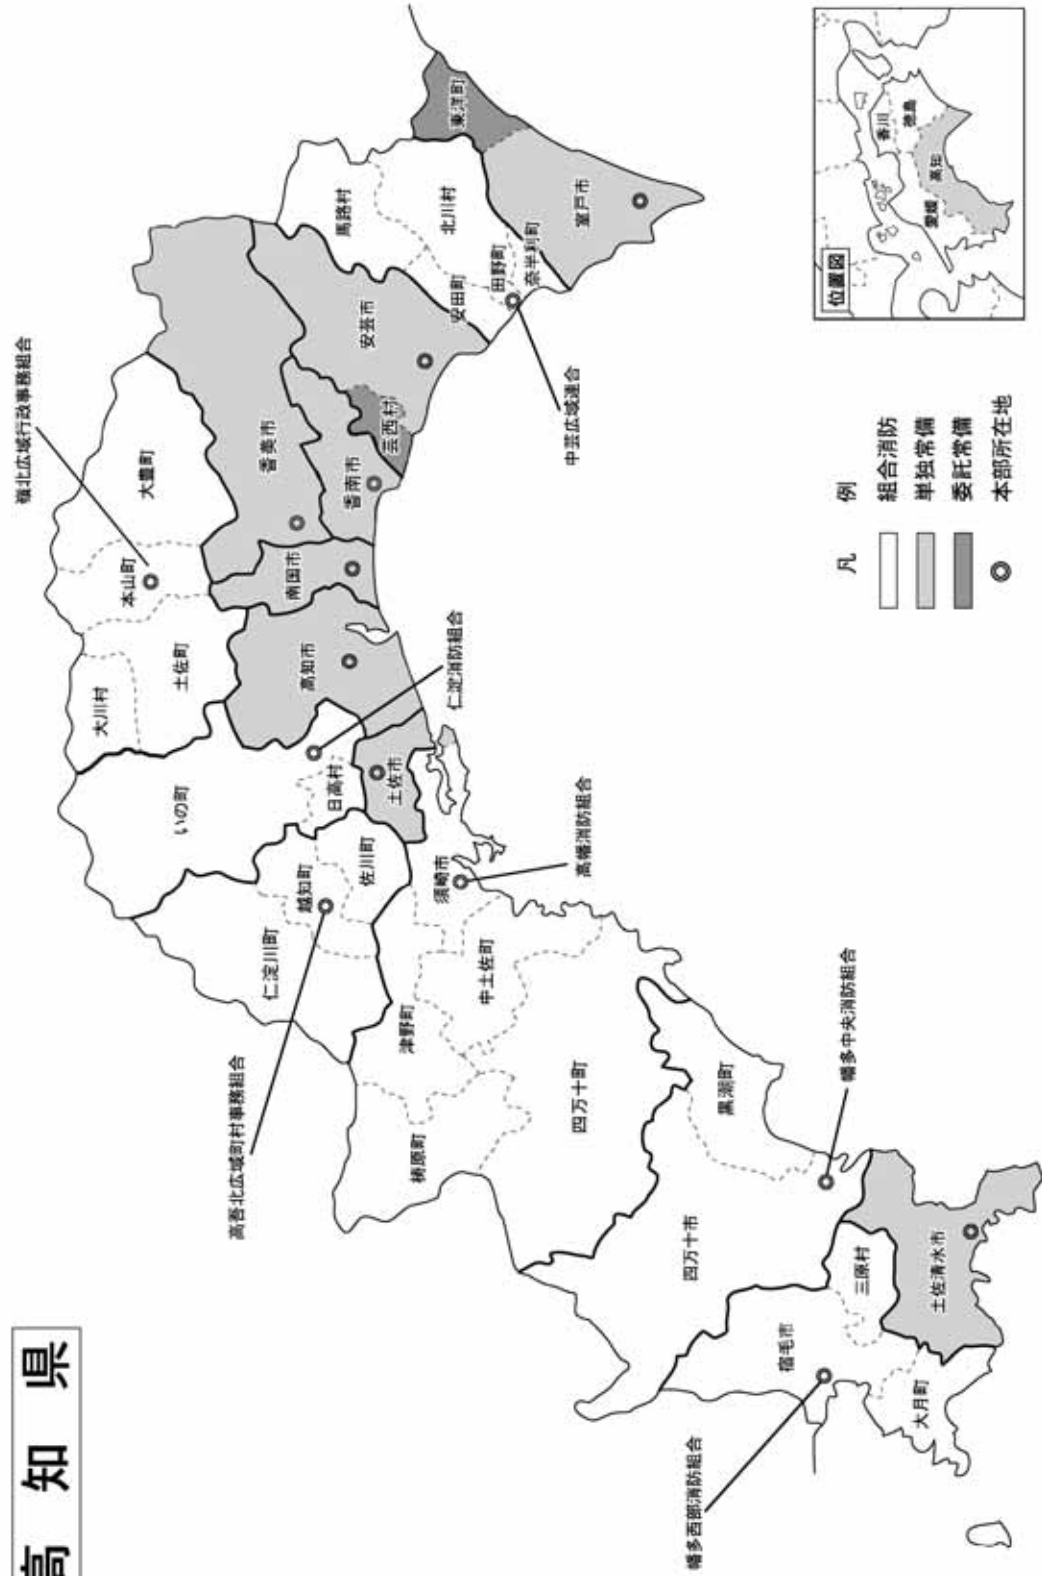 高知県
嶺北広域行政事務組合
大川村
本山町
大豊町
土佐町
いの町
高知市
南国市
香美市
香南市
芸西村
安芸市
馬路村
北川村
安田町
田野町
奈半利町
東洋町
室戸市
中芸広域連合
仁淀消防組合
日高村
土佐市
仁淀川町
越知町
佐川町
高吾北広域町村事務組合
須崎市
高幡消防組合
津野町
中土佐町
梼原町
四万十町
黒潮町
幡多中央消防組合
四万十市
三原村
宿毛市
土佐清水市
大月町
幡多西部消防組合
凡例
組合消防
単独常備
委託常備
本部所在地
位置図
香川
徳島
愛媛
高知